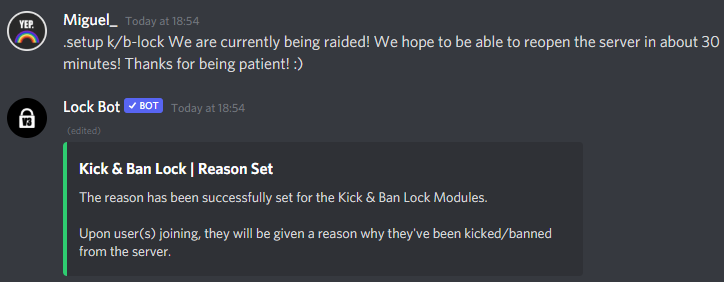 YEP.
Miguel_ Today at 18:54
.setup k/b-lock We are currently being raided! We hope to be able to reopen the server in about 30
minutes! Thanks for being patient! :)
Lock Bot ✓ BOT Today at 18:54
(edited)
Kick & Ban Lock | Reason Set
The reason has been successfully set for the Kick & Ban Lock Modules.
Upon user(s) joining, they will be given a reason why they've been kicked/banned
from the server.